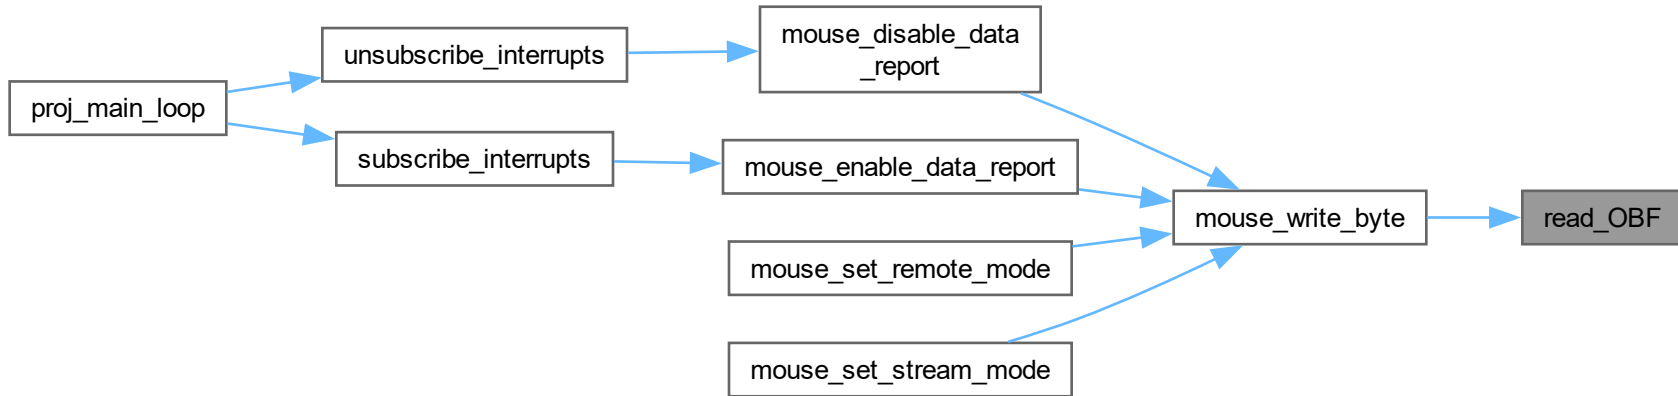 proj_main_loop
unsubscribe_interrupts
subscribe_interrupts
mouse_disable_data
_report
mouse_enable_data_report
mouse_set_remote_mode
mouse_set_stream_mode
mouse_write_byte
read_OBF